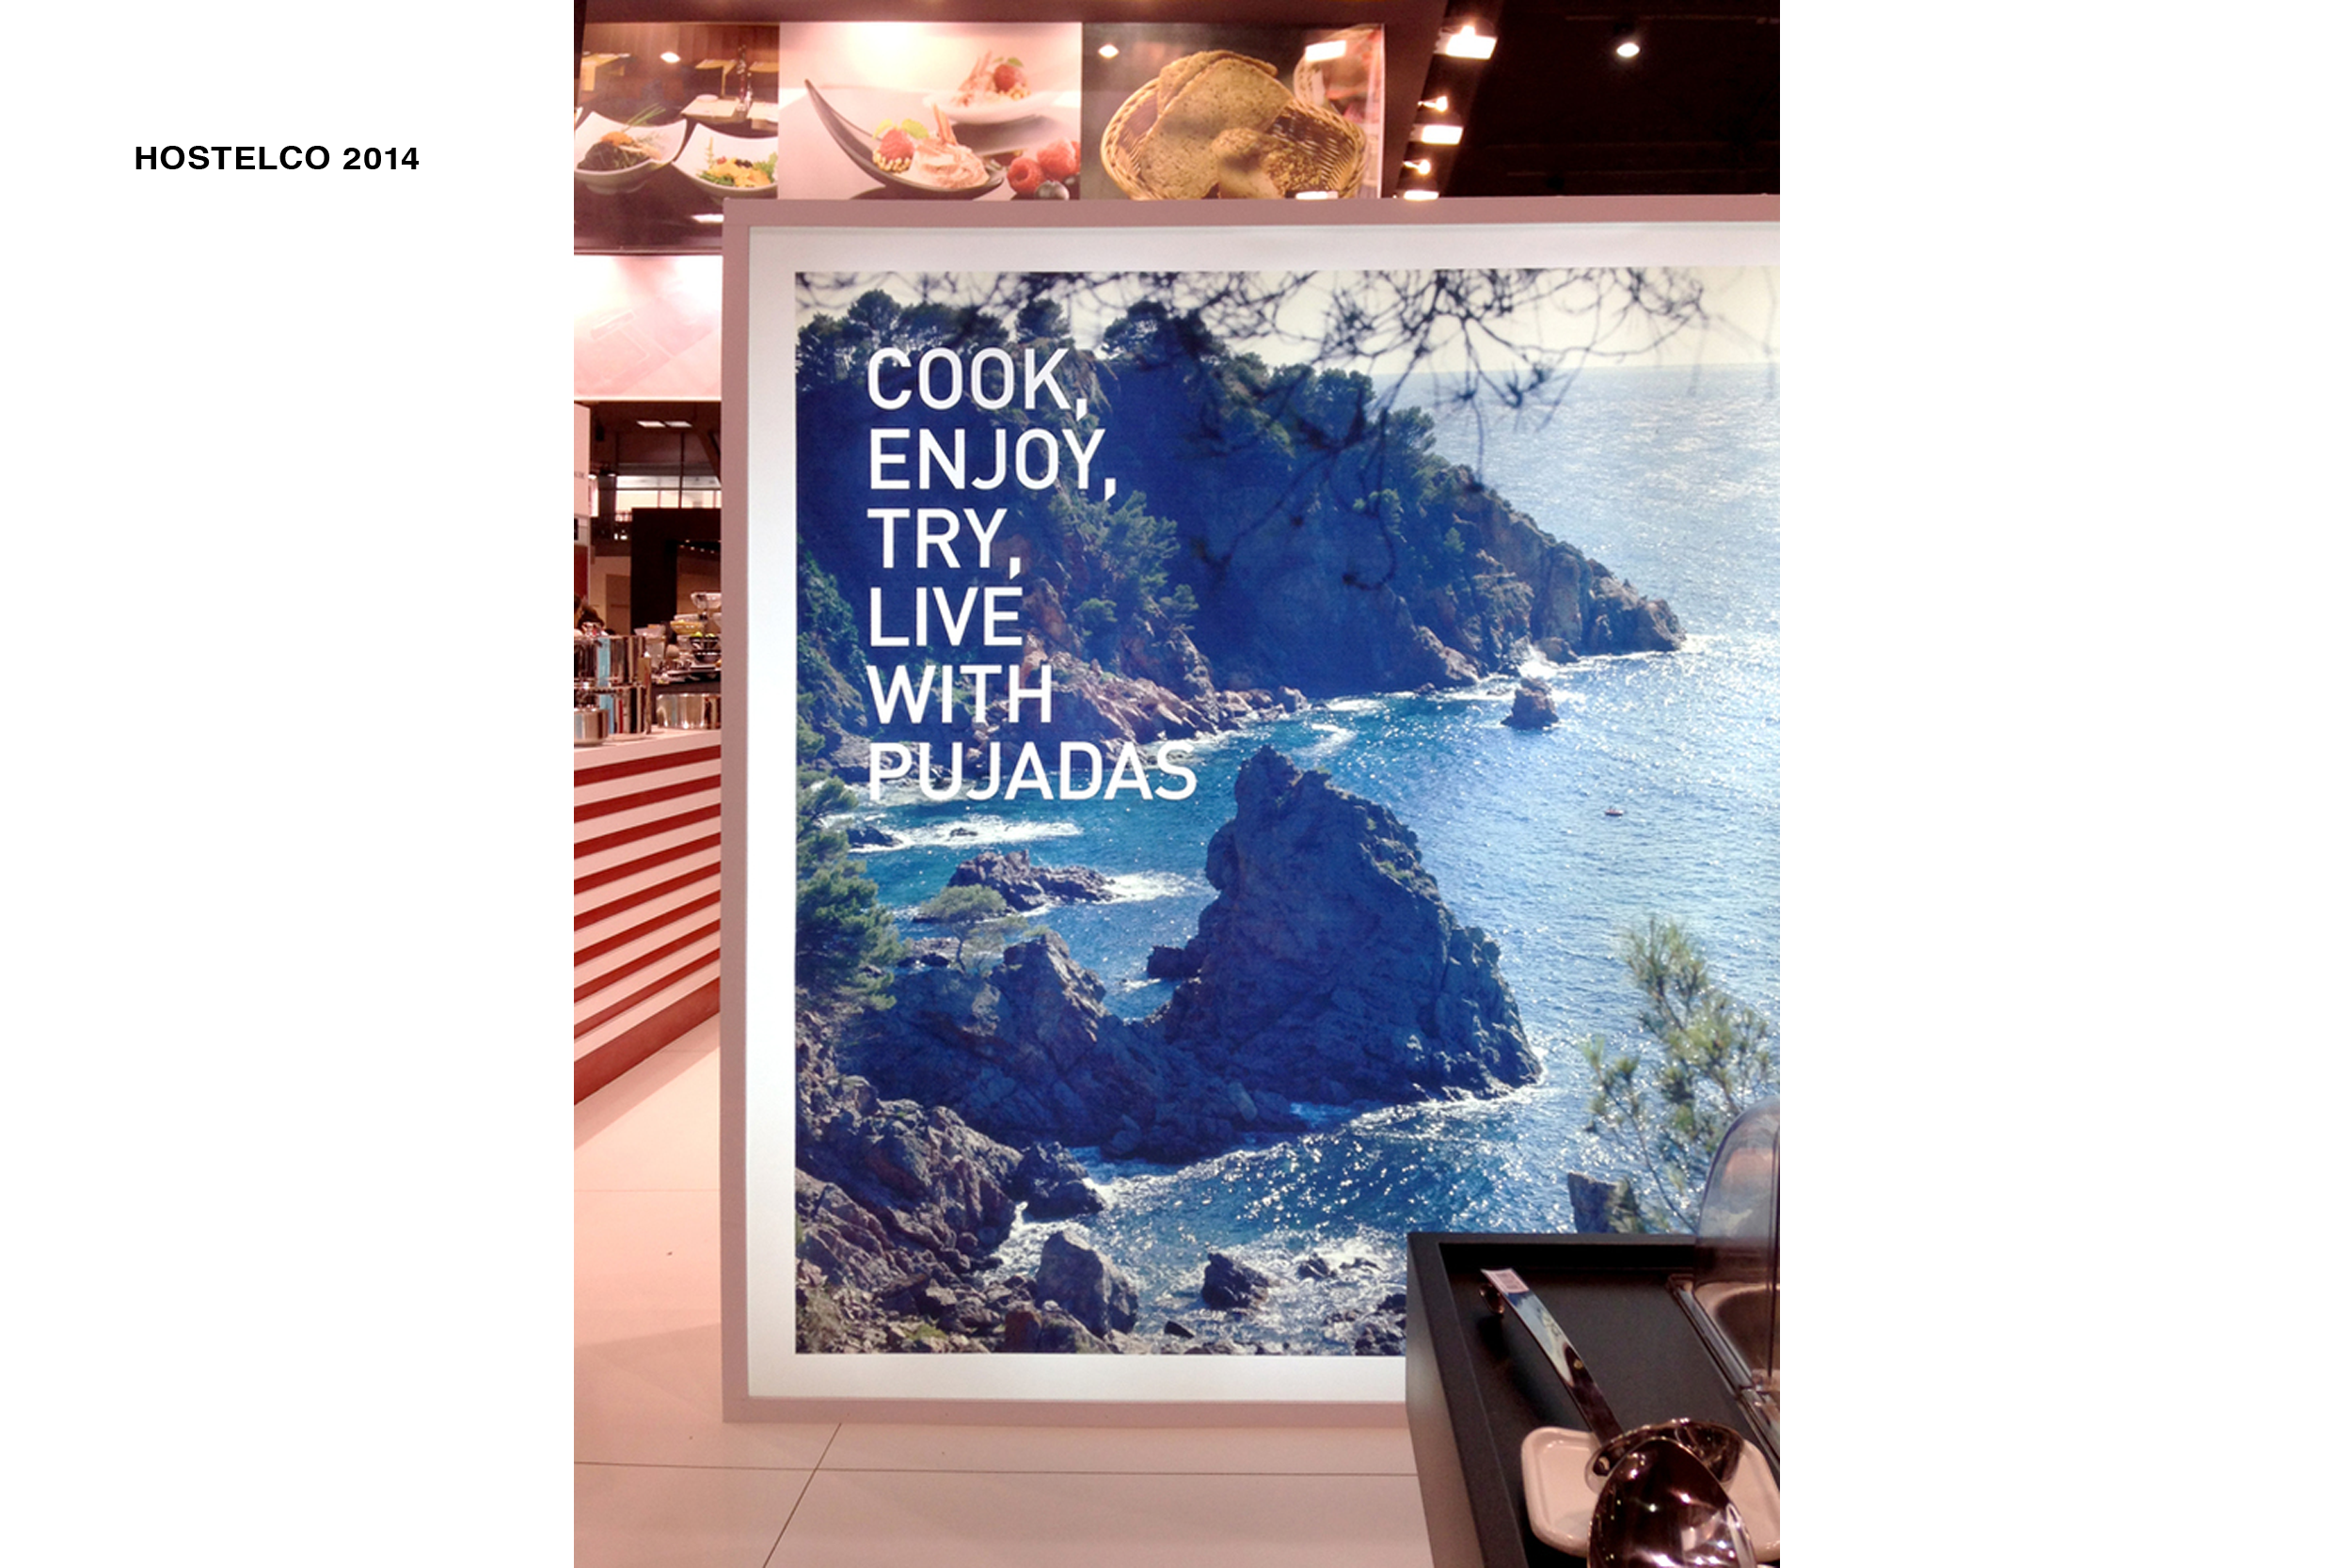 HOSTELCO 2014
COOK,
ENJOY,
TRY,
LIVE
WITH
PUJADAS